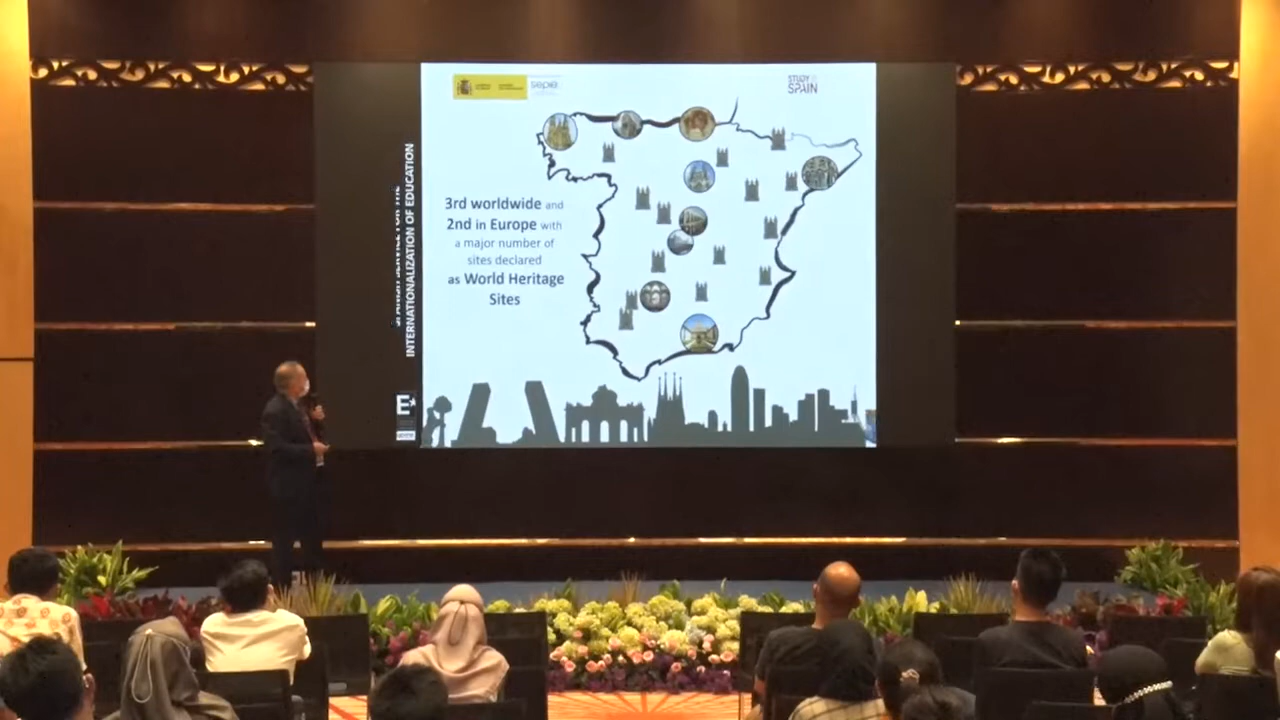 sepie
STUDY IN
SPAIN
INTERNATIONALIZATION OF EDUCATION
3rd worldwide and
2nd in Europe with
a major number of
sites declared
as World Heritage
Sites
E